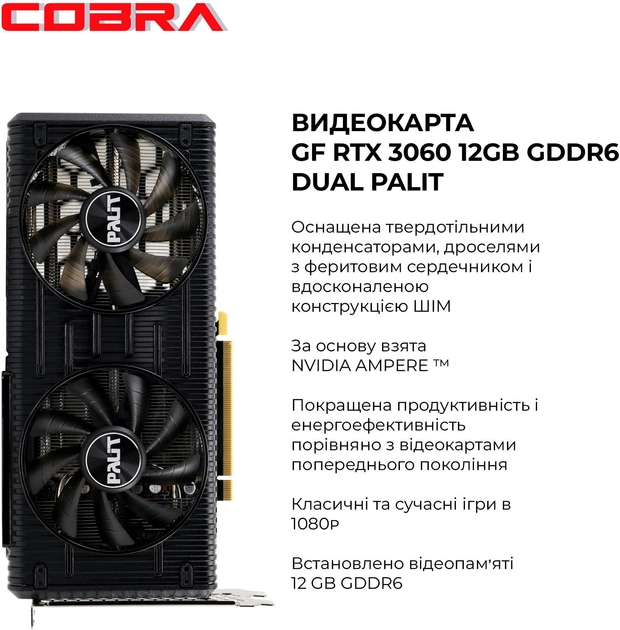 COBRA
ВИДЕОКАРТА
GF RTX 3060 12GB GDDR6
DUAL PALIT
Оснащена твердотільними
конденсаторами, дроселями
з феритовим сердечником і
вдосконаленою
конструкцією ШІМ
За основу взята
NVIDIA AMPERE ™
Покращена продуктивність і
енергоефективність
порівняно з відеокартами
попереднього покоління
Класичні та сучасні ігри в
1080р
Встановлено відеопам'яті
12 GB GDDR6
PALIT
PALIT